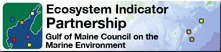 Ecosystem Indicator
Partnership
Gulf of Maine Council on the
Marine Environment